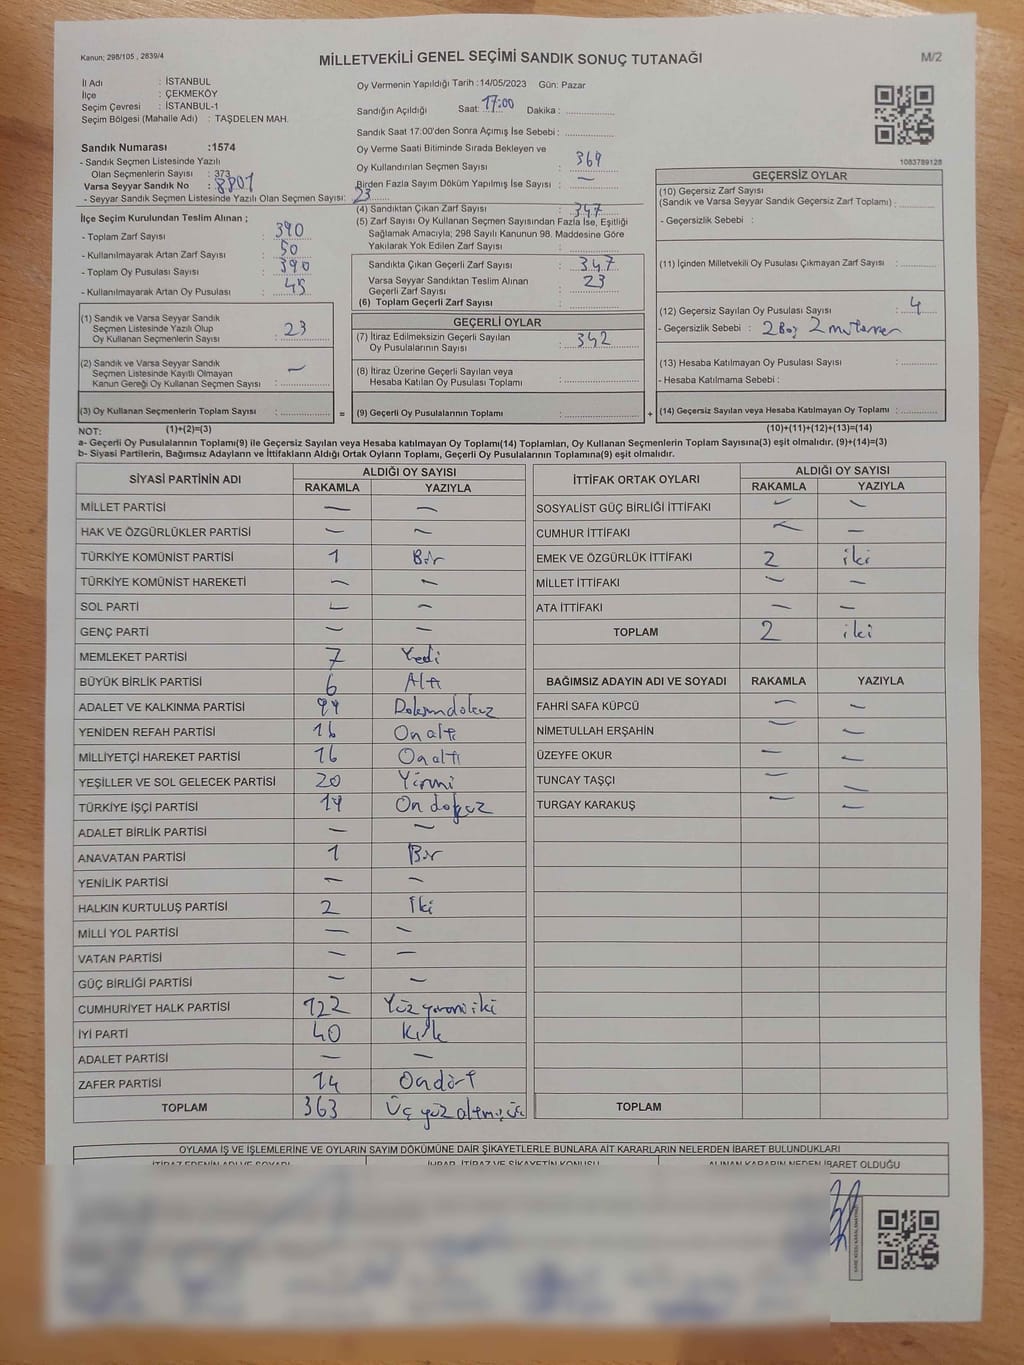 Kanun; 298/105 , 2839/4
MİLLETVEKİLİ GENEL SEÇİMİ SANDIK SONUÇ TUTANAĞI
M/2
İl Adı : İSTANBUL
İlçe : ÇEKMEKÖY
Seçim Çevresi : İSTANBUL-1
Seçim Bölgesi (Mahalle Adı) : TAŞDELEN MAH.
Sandık Numarası :1574
- Sandık Seçmen Listesinde Yazılı
Olan Seçmenlerin Sayısı : 373
Varsa Seyyar Sandık No : 8801
- Seyyar Sandık Seçmen Listesinde Yazılı Olan Seçmen Sayısı: 23
Oy Vermenin Yapıldığı Tarih :14/05/2023 Gün: Pazar
Sandığın Açıldığı Saat: 17:00 Dakika :
Sandık Saat 17:00'den Sonra Açımış İse Sebebi :
Oy Verme Saati Bitiminde Sırada Bekleyen ve
Oy Kullandırılan Seçmen Sayısı : 369
Birden Fazla Sayım Döküm Yapılmış İse Sayısı : —
(4) Sandıktan Çıkan Zarf Sayısı : 347
(5) Zarf Sayısı Oy Kullanan Seçmen Sayısından Fazla İse, Eşitliği
Sağlamak Amacıyla; 298 Sayılı Kanunun 98. Maddesine Göre
Yakılarak Yok Edilen Zarf Sayısı :
Sandıkta Çıkan Geçerli Zarf Sayısı : 347
Varsa Seyyar Sandıktan Teslim Alınan
Geçerli Zarf Sayısı : 23
(6) Toplam Geçerli Zarf Sayısı :
1083789128
İlçe Seçim Kurulundan Teslim Alınan ;
- Toplam Zarf Sayısı : 390
- Kullanılmayarak Artan Zarf Sayısı : 50
- Toplam Oy Pusulası Sayısı : 390
- Kullanılmayarak Artan Oy Pusulası : 45
(1) Sandık ve Varsa Seyyar Sandık
Seçmen Listesinde Yazılı Olup
Oy Kullanan Seçmenlerin Sayısı : 23
(2) Sandık ve Varsa Seyyar Sandık
Seçmen Listesinde Kayıtlı Olmayan
Kanun Gereği Oy Kullanan Seçmen Sayısı : —
(3) Oy Kullanan Seçmenlerin Toplam Sayısı :
=
GEÇERLİ OYLAR
(7) İtiraz Edilmeksizin Geçerli Sayılan
Oy Pusulalarının Sayısı : 342
(8) İtiraz Üzerine Geçerli Sayılan veya
Hesaba Katılan Oy Pusulası Toplamı :
(9) Geçerli Oy Pusulalarının Toplamı :
+
GEÇERSİZ OYLAR
(10) Geçersiz Zarf Sayısı
(Sandık ve Varsa Seyyar Sandık Geçersiz Zarf Toplamı) :
- Geçersizlik Sebebi :
(11) İçinden Milletvekili Oy Pusulası Çıkmayan Zarf Sayısı :
(12) Geçersiz Sayılan Oy Pusulası Sayısı : 4
- Geçersizlik Sebebi : 2 Boş 2
(13) Hesaba Katılmayan Oy Pusulası Sayısı :
- Hesaba Katılmama Sebebi :
(14) Geçersiz Sayılan veya Hesaba Katılmayan Oy Toplamı :
NOT: (1)+(2)=(3) (10)+(11)+(12)+(13)=(14)
a- Geçerli Oy Pusulalarının Toplamı(9) ile Geçersiz Sayılan veya Hesaba katılmayan Oy Toplamı(14) Toplamları, Oy Kullanan Seçmenlerin Toplam Sayısına(3) eşit olmalıdır. (9)+(14)=(3)
b- Siyasi Partilerin, Bağımsız Adayların ve İttifakların Aldığı Ortak Oyların Toplamı, Geçerli Oy Pusulalarının Toplamına(9) eşit olmalıdır.
SİYASİ PARTİNİN ADI ALDIĞI OY SAYISI
RAKAMLA YAZIYLA
MİLLET PARTİSİ — —
HAK VE ÖZGÜRLÜKLER PARTİSİ — —
TÜRKİYE KOMÜNİST PARTİSİ 1 Bir
TÜRKİYE KOMÜNİST HAREKETİ — —
SOL PARTİ — —
GENÇ PARTİ — —
MEMLEKET PARTİSİ 7 Yedi
BÜYÜK BİRLİK PARTİSİ 6 Altı
ADALET VE KALKINMA PARTİSİ 99 Doksandokuz
YENİDEN REFAH PARTİSİ 16 Onaltı
MİLLİYETÇİ HAREKET PARTİSİ 16 Onaltı
YEŞİLLER VE SOL GELECEK PARTİSİ 20 Yirmi
TÜRKİYE İŞÇİ PARTİSİ 19 On dokuz
ADALET BİRLİK PARTİSİ — —
ANAVATAN PARTİSİ 1 Bir
YENİLİK PARTİSİ — —
HALKIN KURTULUŞ PARTİSİ 2 İki
MİLLİ YOL PARTİSİ — —
VATAN PARTİSİ — —
GÜÇ BİRLİĞİ PARTİSİ — —
CUMHURİYET HALK PARTİSİ 122 Yüz yirmi iki
İYİ PARTİ 40 Kırk
ADALET PARTİSİ — —
ZAFER PARTİSİ 14 Ondört
TOPLAM 363 Üç yüz altmış üç
İTTİFAK ORTAK OYLARI ALDIĞI OY SAYISI
RAKAMLA YAZIYLA
SOSYALİST GÜÇ BİRLİĞİ İTTİFAKI — —
CUMHUR İTTİFAKI — —
EMEK VE ÖZGÜRLÜK İTTİFAKI 2 iki
MİLLET İTTİFAKI — —
ATA İTTİFAKI — —
TOPLAM 2 iki
BAĞIMSIZ ADAYIN ADI VE SOYADI RAKAMLA YAZIYLA
FAHRİ SAFA KÜPCÜ — —
NİMETULLAH ERŞAHİN — —
ÜZEYFE OKUR — —
TUNCAY TAŞÇI — —
TURGAY KARAKUŞ — —
TOPLAM
OYLAMA İŞ VE İŞLEMLERİNE VE OYLARIN SAYIM DÖKÜMÜNE DAİR ŞİKAYETLERLE BUNLARA AİT KARARLARIN NELERDEN İBARET BULUNDUKLARI
İTİRAZ EDENİN ADI VE SOYADI İHBAR, İTİRAZ VE ŞİKAYETİN KONUSU ALINAN KARARIN NEDEN İBARET OLDUĞU